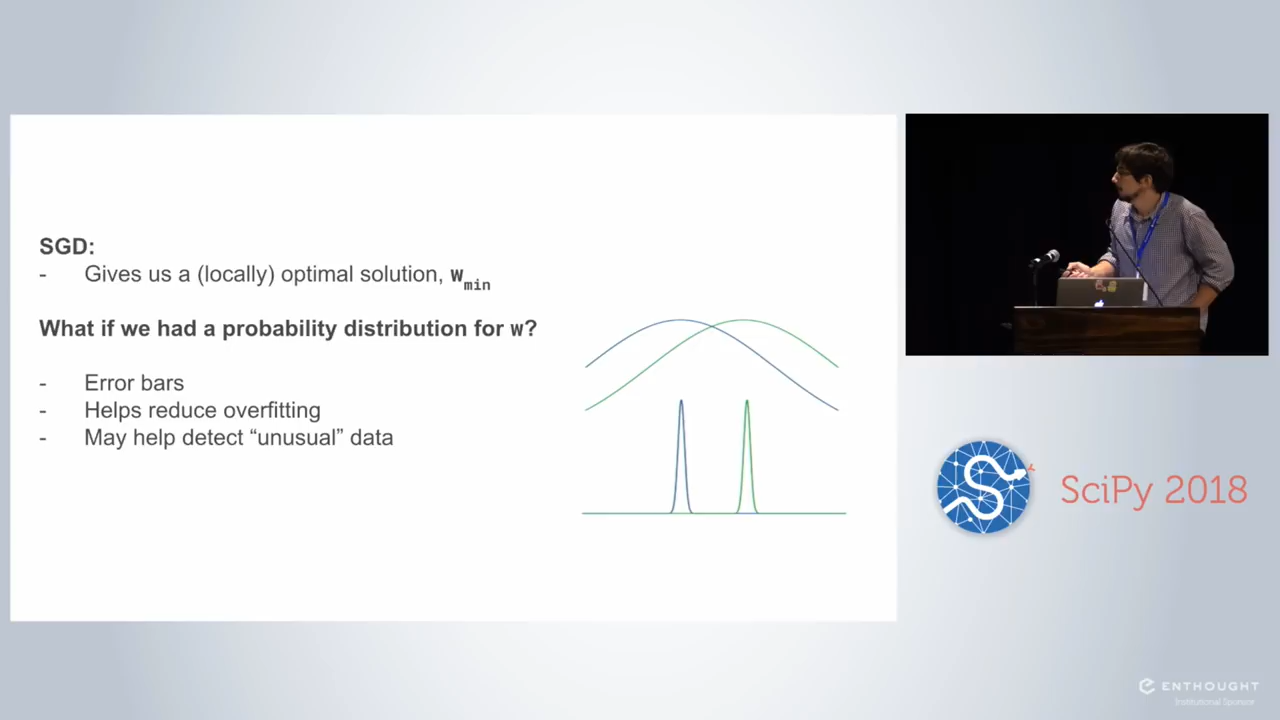 SGD:
- Gives us a (locally) optimal solution, wmin
What if we had a probability distribution for w?
- Error bars
- Helps reduce overfitting
- May help detect “unusual” data
SciPy 2018
ENTHOUGHT
Institutional Sponsor